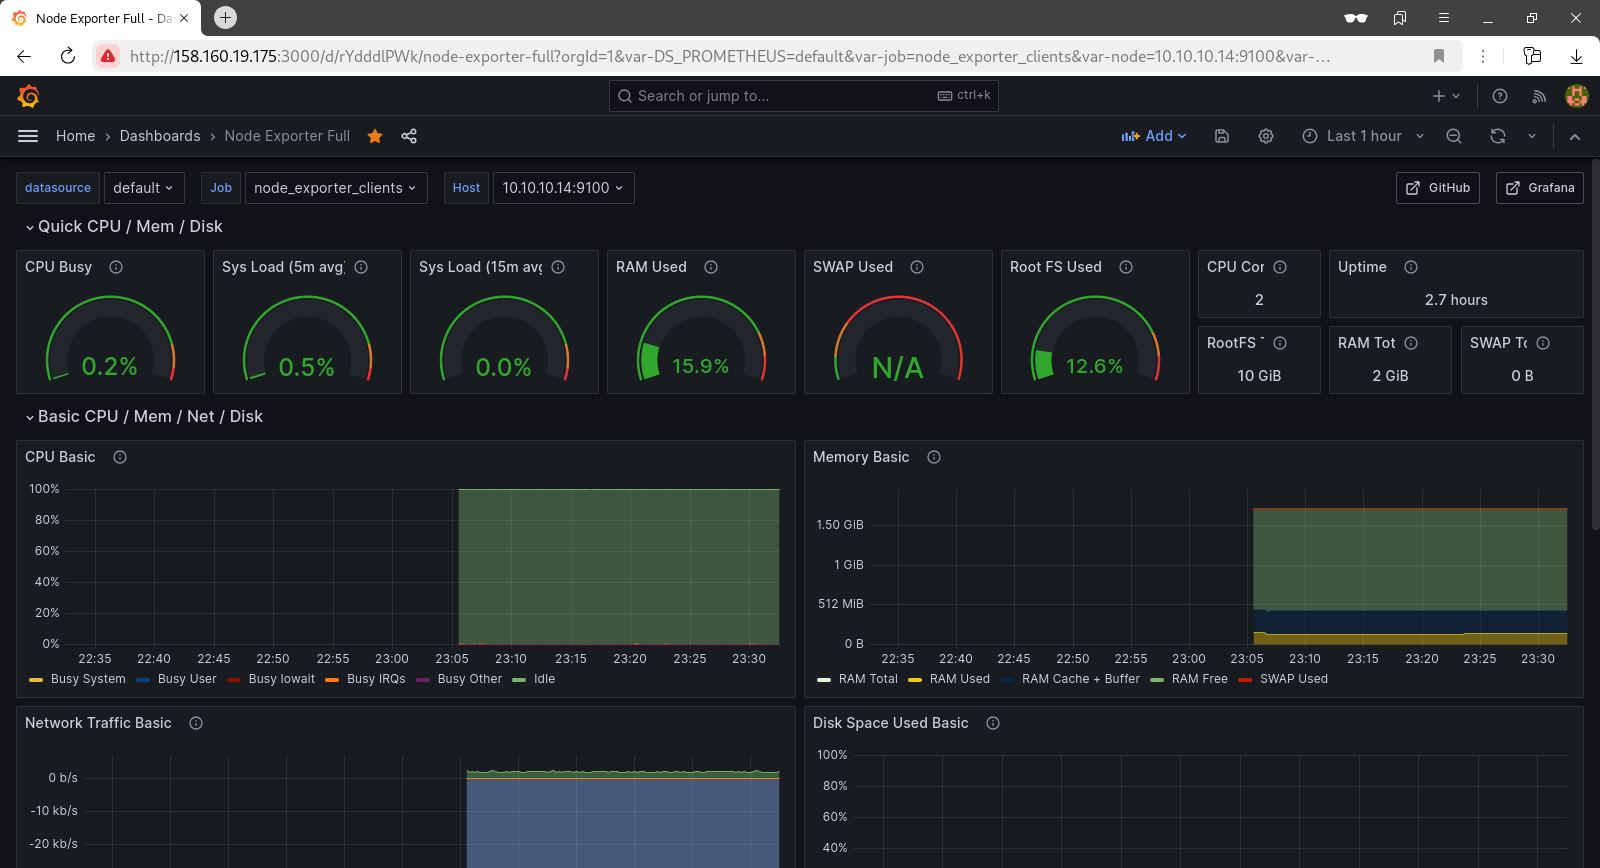 Node Exporter Full - Da
http://158.160.19.175:3000/d/rYdddlPWk/node-exporter-full?orgId=1&var-DS_PROMETHEUS=default&var-job=node_exporter_clients&var-node=10.10.10.14:9100&var-...
Search or jump to... ctrl+k
Home > Dashboards > Node Exporter Full Add Last 1 hour
datasource default Job node_exporter_clients Host 10.10.10.14:9100 GitHub Grafana
Quick CPU / Mem / Disk
CPU Busy Sys Load (5m avg) Sys Load (15m avg RAM Used SWAP Used Root FS Used CPU Cor Uptime
2 2.7 hours
RootFS T RAM Tot SWAP To
0.2% 0.5% 0.0% 15.9% N/A 12.6% 10 GiB 2 GiB 0 B
Basic CPU / Mem / Net / Disk
CPU Basic
100%
80%
60%
40%
20%
0%
22:35 22:40 22:45 22:50 22:55 23:00 23:05 23:10 23:15 23:20 23:25 23:30
Busy System Busy User Busy Iowait Busy IRQs Busy Other Idle
Memory Basic
1.50 GiB
1 GiB
512 MiB
0 B
22:35 22:40 22:45 22:50 22:55 23:00 23:05 23:10 23:15 23:20 23:25 23:30
RAM Total RAM Used RAM Cache + Buffer RAM Free SWAP Used
Network Traffic Basic
0 b/s
-10 kb/s
-20 kb/s
Disk Space Used Basic
100%
80%
60%
40%